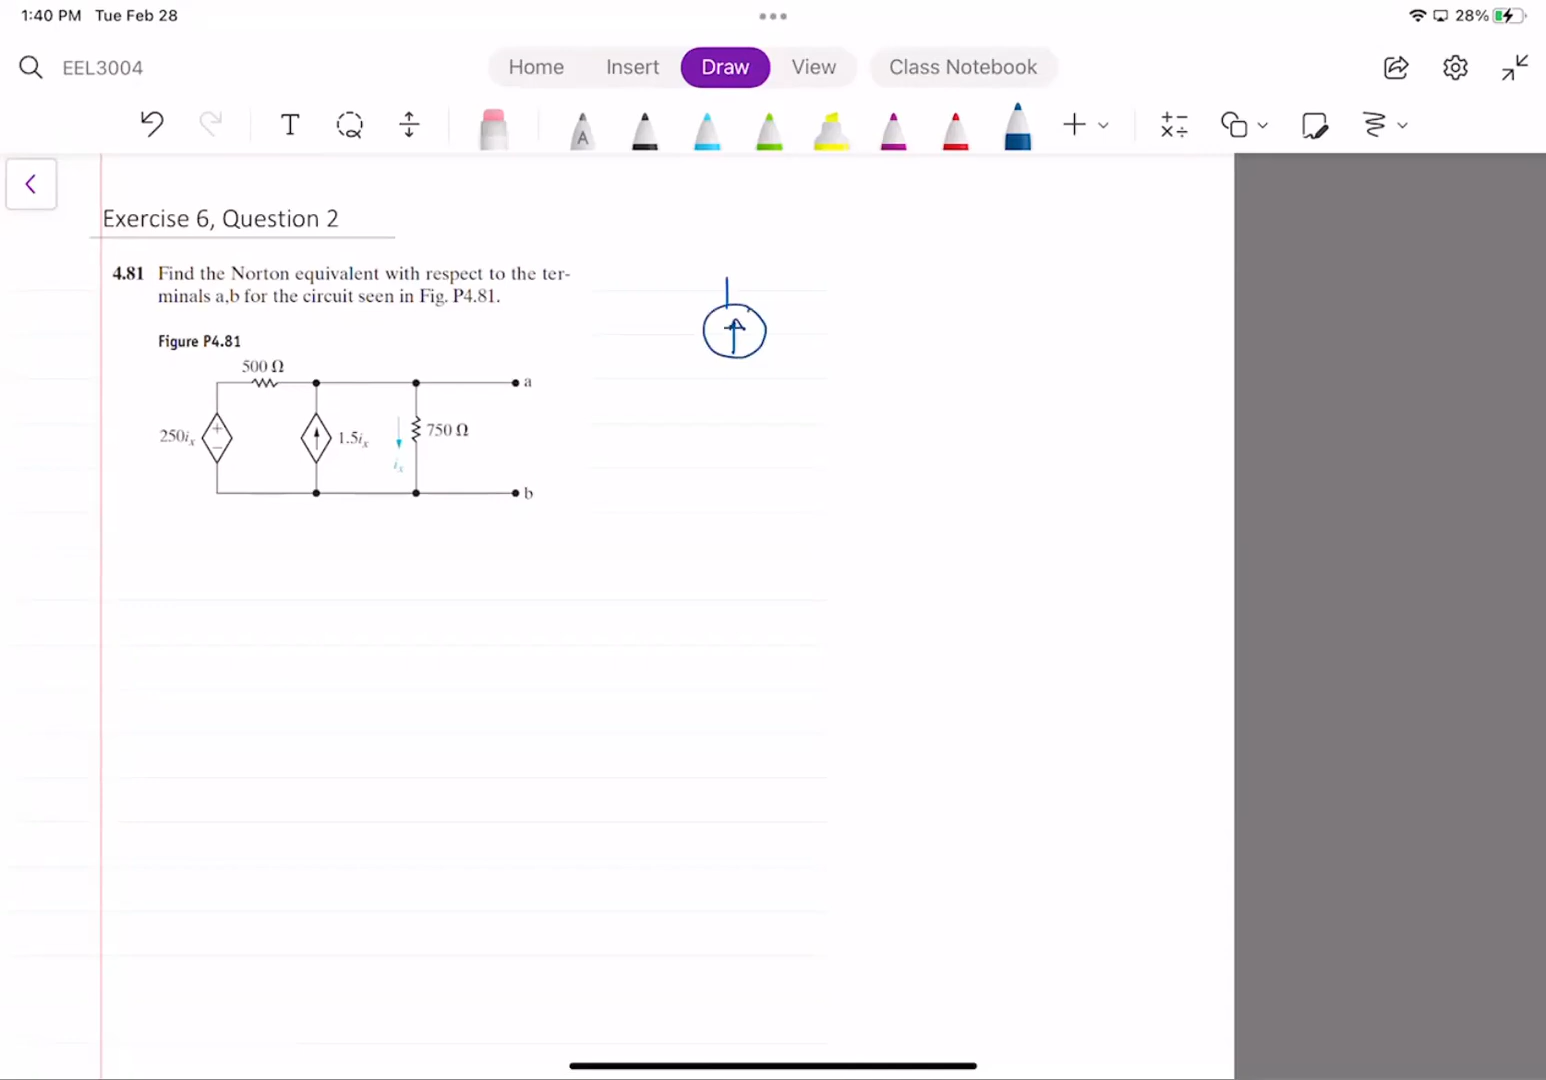 1:40 PM Tue Feb 28
28%
EEL3004
Home Insert Draw View Class Notebook
T
A
Exercise 6, Question 2
4.81 Find the Norton equivalent with respect to the ter-
minals a,b for the circuit seen in Fig. P4.81.
Figure P4.81
500 Ω
a
250iₓ
+
−
1.5iₓ
750 Ω
iₓ
b